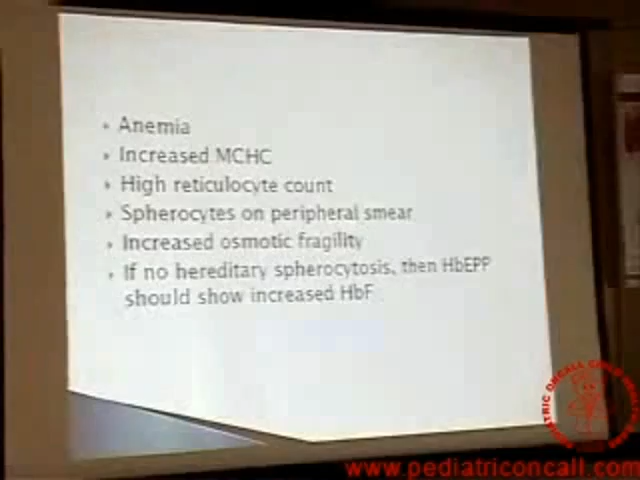 Anemia
Increased MCHC
High reticulocyte count
Spherocytes on peripheral smear
Increased osmotic fragility
If no hereditary spherocytosis, then HbEPP
should show increased HbF
www.pediatriconcall.com